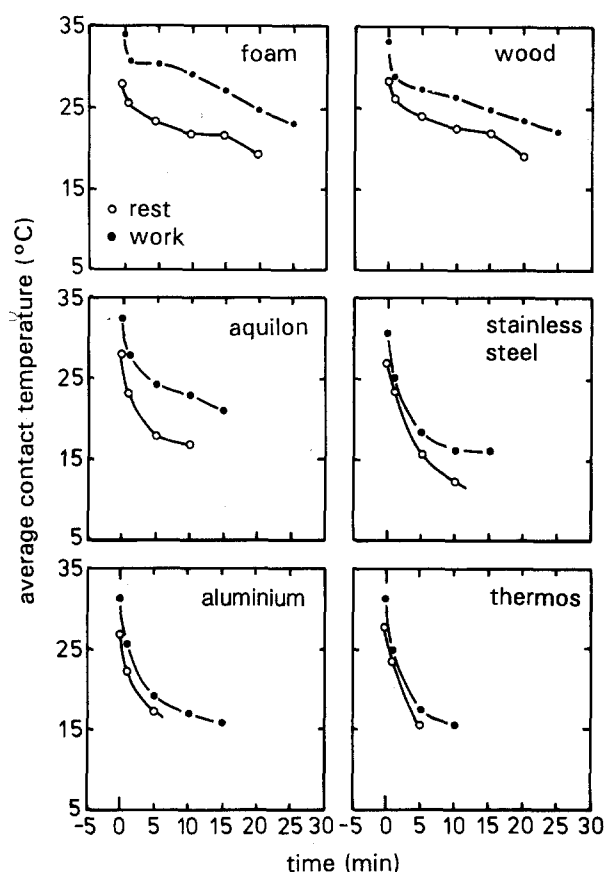 35
25
15
5
foam
○ rest
● work
wood
35
25
15
5
aquilon
stainless
steel
35
25
15
5
aluminium
thermos
-5 0 5 10 15 20 25 30
-5 0 5 10 15 20 25 30
average contact temperature (°C)
time (min)